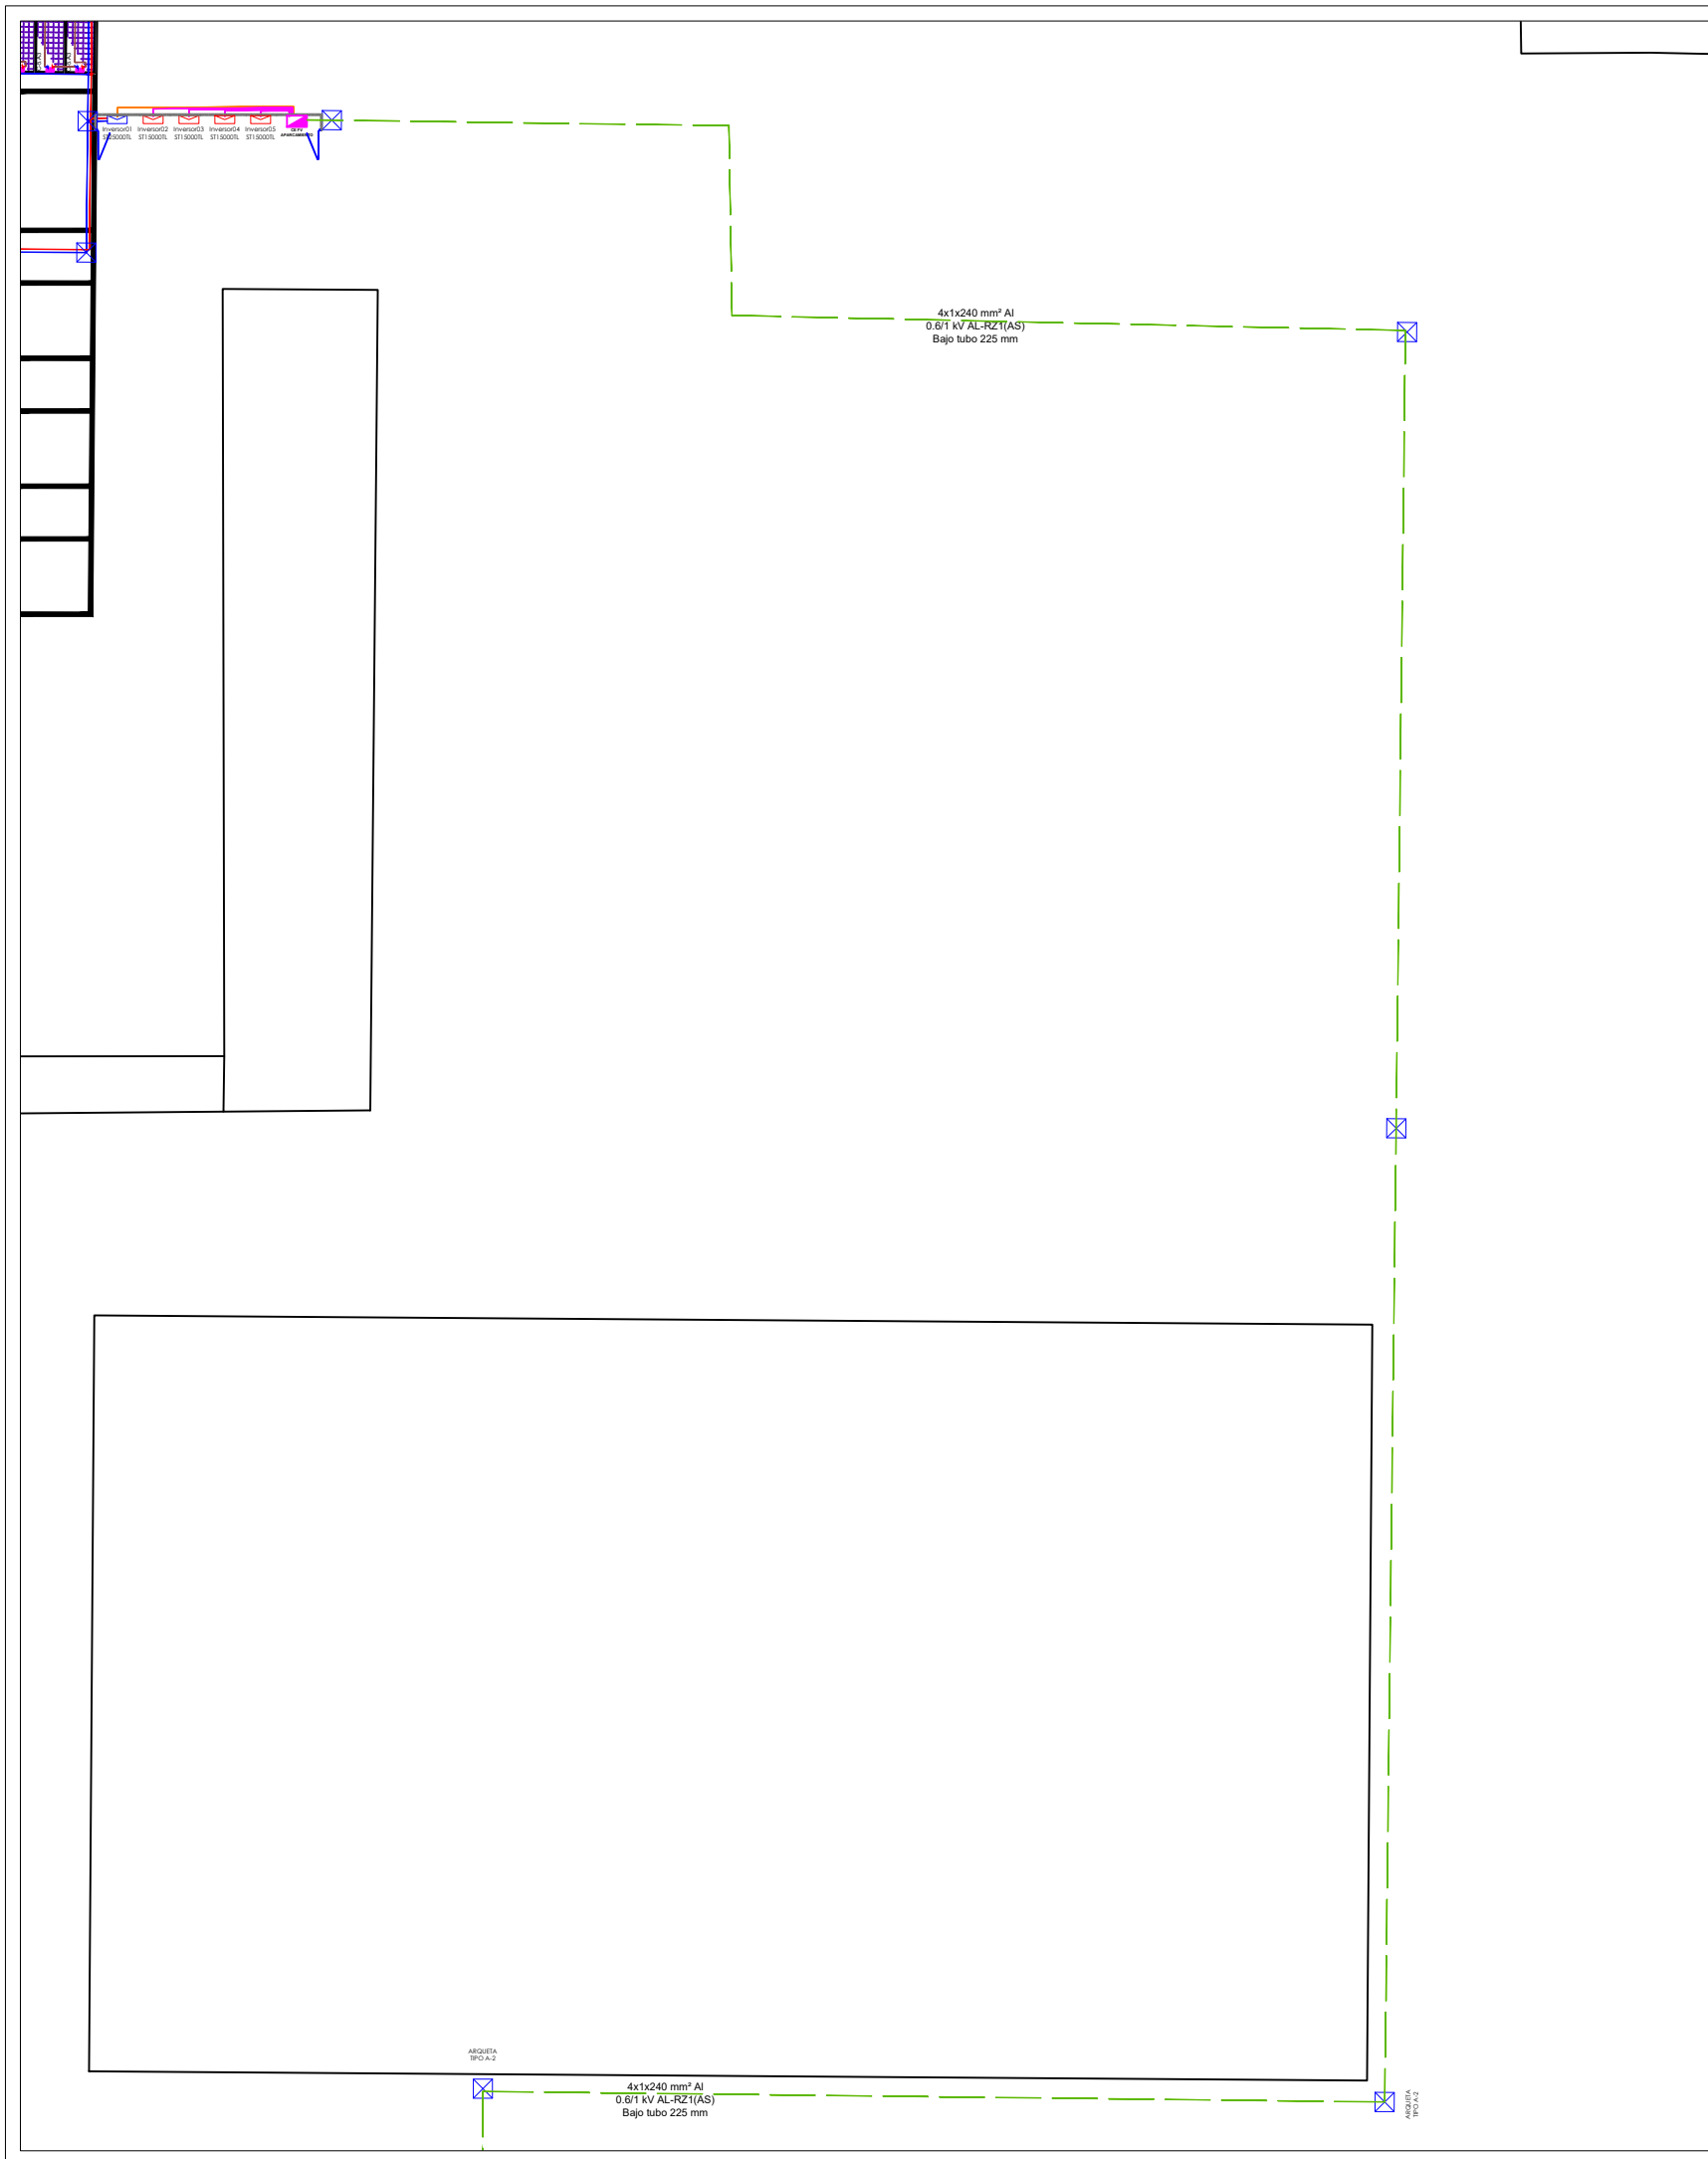 Inversor01
ST25000TL
Inversor02
ST15000TL
Inversor03
ST15000TL
Inversor04
ST15000TL
Inversor05
ST15000TL
APARCAMIENTO
4x1x240 mm² Al
0.6/1 kV AL-RZ1(AS)
Bajo tubo 225 mm
ARQUETA
TIPO A-2
4x1x240 mm² Al
0.6/1 kV AL-RZ1(AS)
Bajo tubo 225 mm
ARQUETA
TIPO A-2